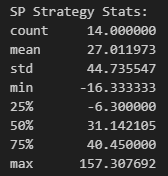 SP Strategy Stats:
count 14.000000
mean 27.011973
std 44.735547
min -16.333333
25% -6.300000
50% 31.142105
75% 40.450000
max 157.307692